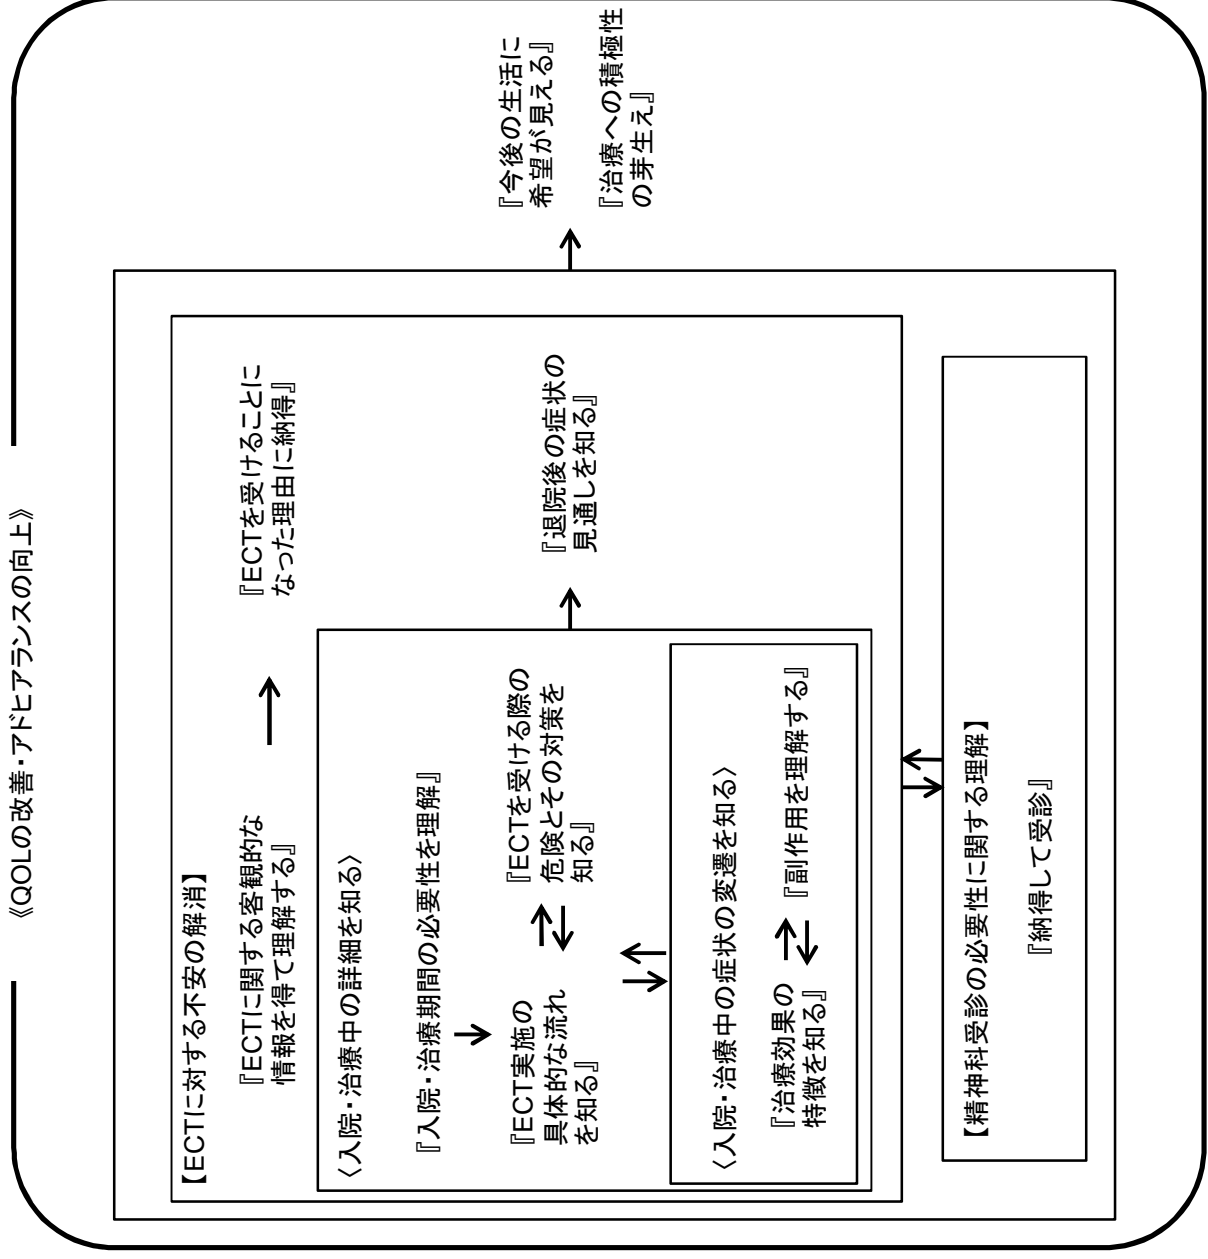 《QOLの改善・アドヒアランスの向上》
【ECTに対する不安の解消】
『ECTに関する客観的な
情報を得て理解する』
『ECTを受けることに
なった理由に納得』
〈入院・治療中の詳細を知る〉
『入院・治療期間の必要性を理解』
『ECT実施の
具体的な流れ
を知る』
『ECTを受ける際の
危険とその対策を
知る』
〈入院・治療中の症状の変遷を知る〉
『治療効果の
特徴を知る』
『副作用を理解する』
『退院後の症状の
見通しを知る』
【精神科受診の必要性に関する理解】
『納得して受診』
『今後の生活に
希望が見える』
『治療への積極性
の芽生え』